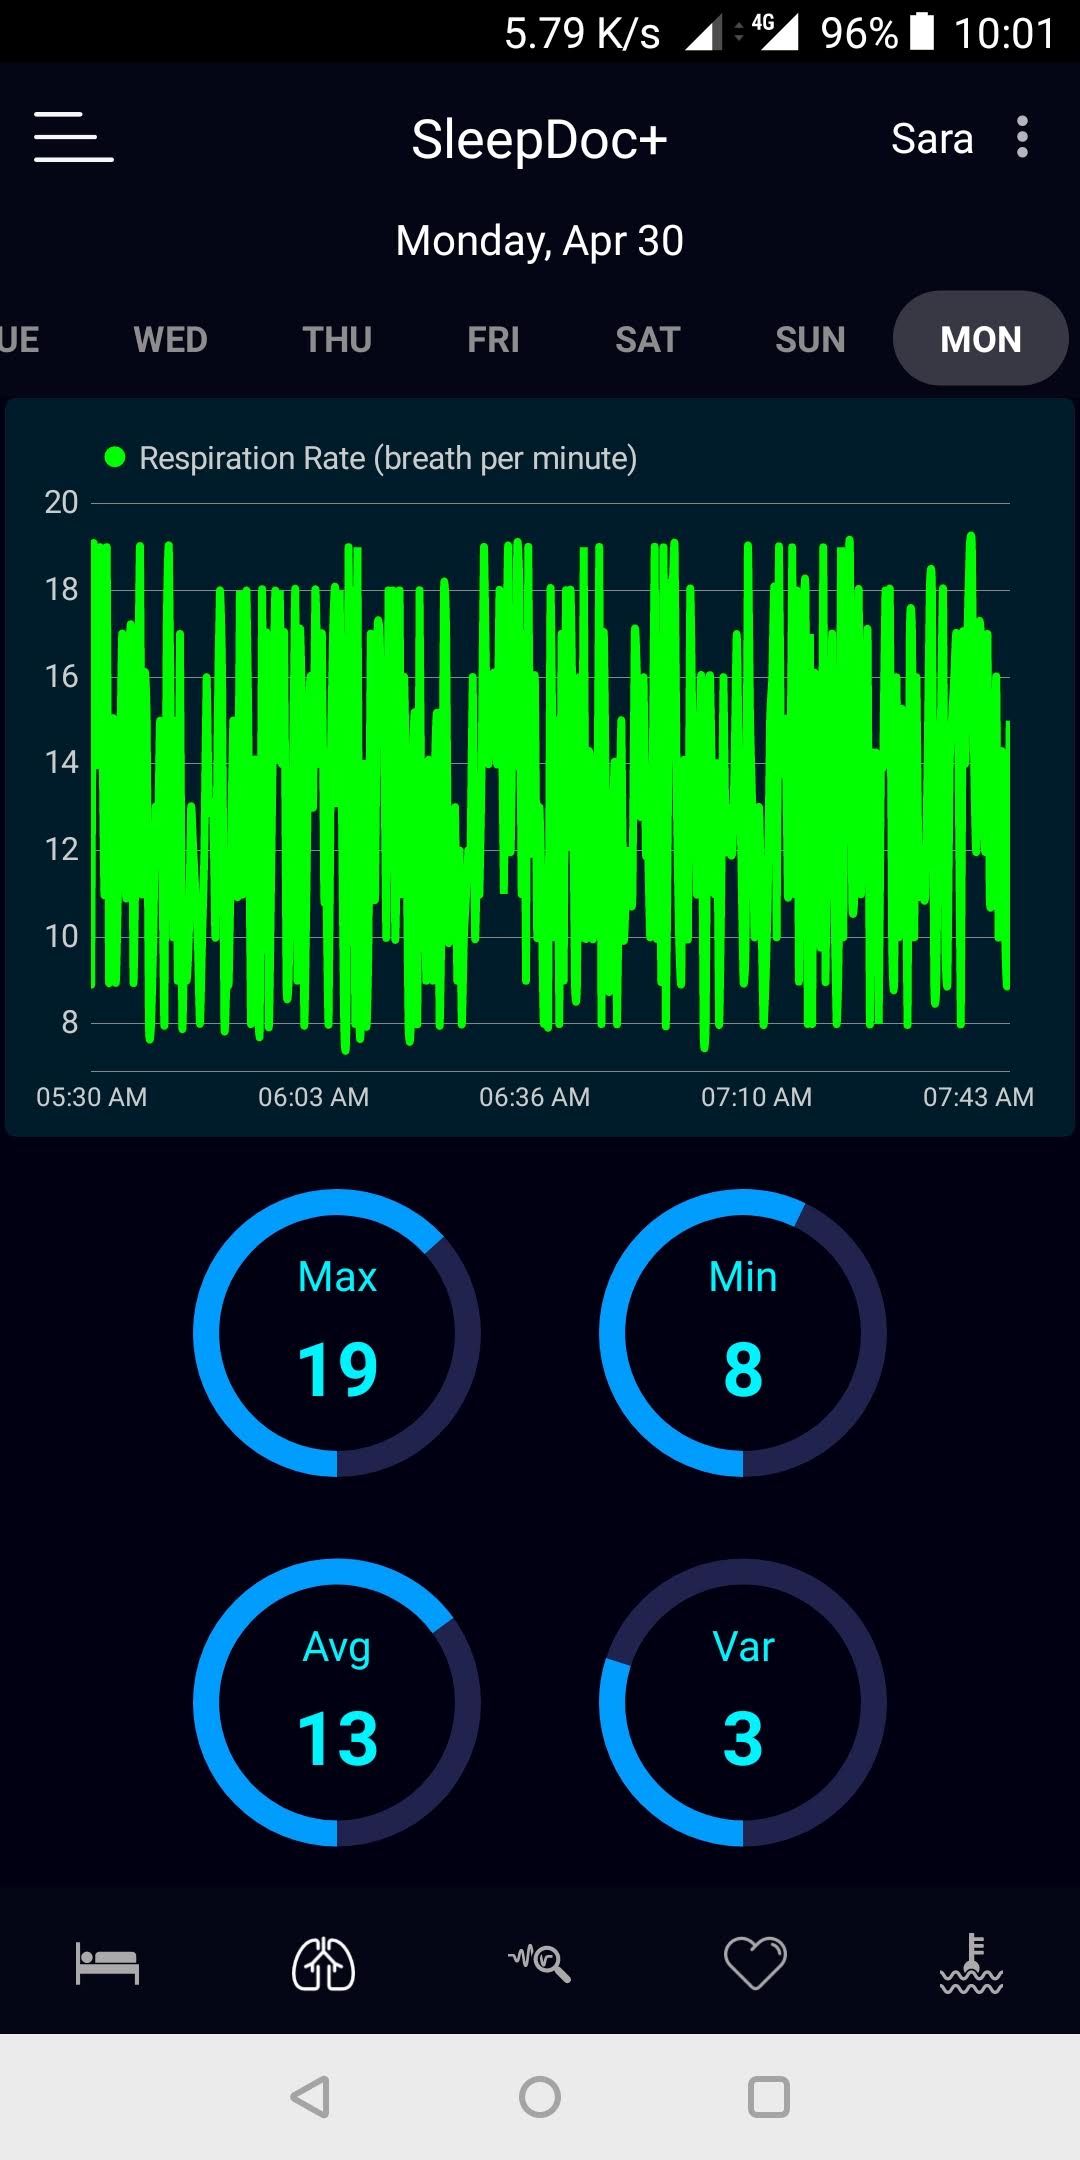 5.79 K/s 4G 96% 10:01
SleepDoc+ Sara
Monday, Apr 30
UE WED THU FRI SAT SUN MON
Respiration Rate (breath per minute)
20
18
16
14
12
10
8
05:30 AM 06:03 AM 06:36 AM 07:10 AM 07:43 AM
Max Min
19 8
Avg Var
13 3